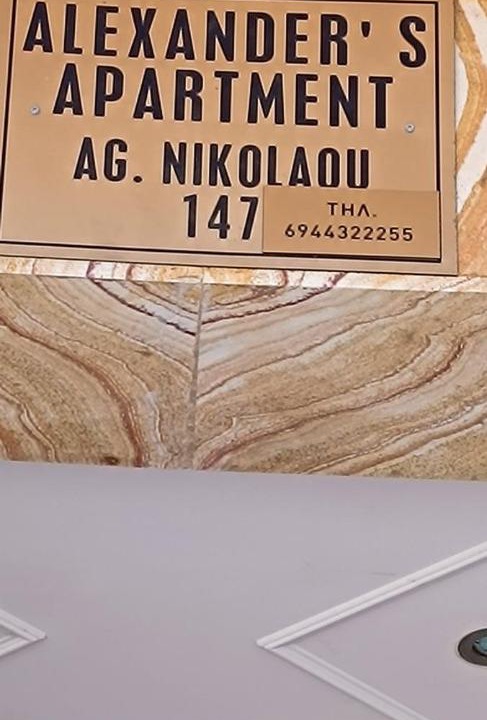 ALEXANDER' S
APARTMENT
AG. NIKOLAOU
147
ΤΗΛ.
6944322255